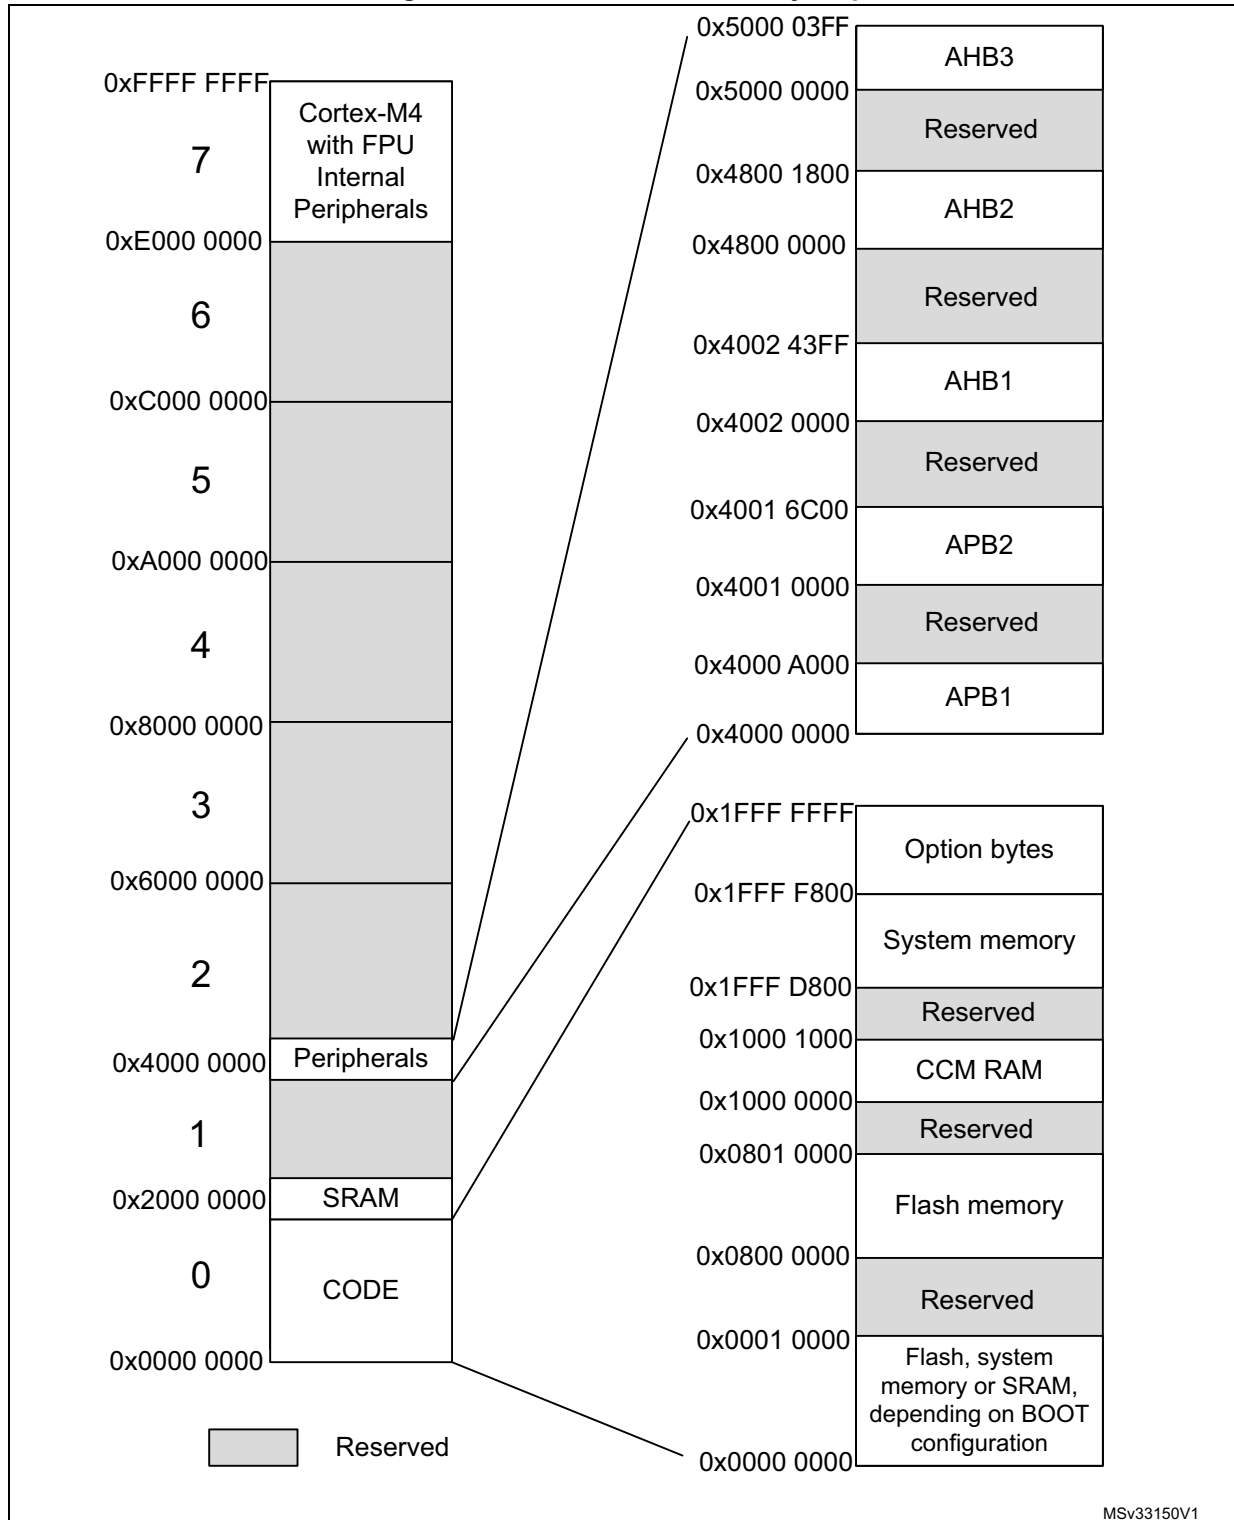 0xFFFF FFFF
Cortex-M4
with FPU
Internal
Peripherals
7
0xE000 0000
6
0xC000 0000
5
0xA000 0000
4
0x8000 0000
3
0x6000 0000
2
0x4000 0000
Peripherals
1
0x2000 0000
SRAM
0
CODE
0x0000 0000
Reserved
0x5000 03FF
AHB3
0x5000 0000
Reserved
0x4800 1800
AHB2
0x4800 0000
Reserved
0x4002 43FF
AHB1
0x4002 0000
Reserved
0x4001 6C00
APB2
0x4001 0000
Reserved
0x4000 A000
APB1
0x4000 0000
0x1FFF FFFF
Option bytes
0x1FFF F800
System memory
0x1FFF D800
Reserved
0x1000 1000
CCM RAM
0x1000 0000
Reserved
0x0801 0000
Flash memory
0x0800 0000
Reserved
0x0001 0000
Flash, system
memory or SRAM,
depending on BOOT
configuration
0x0000 0000
MSv33150V1